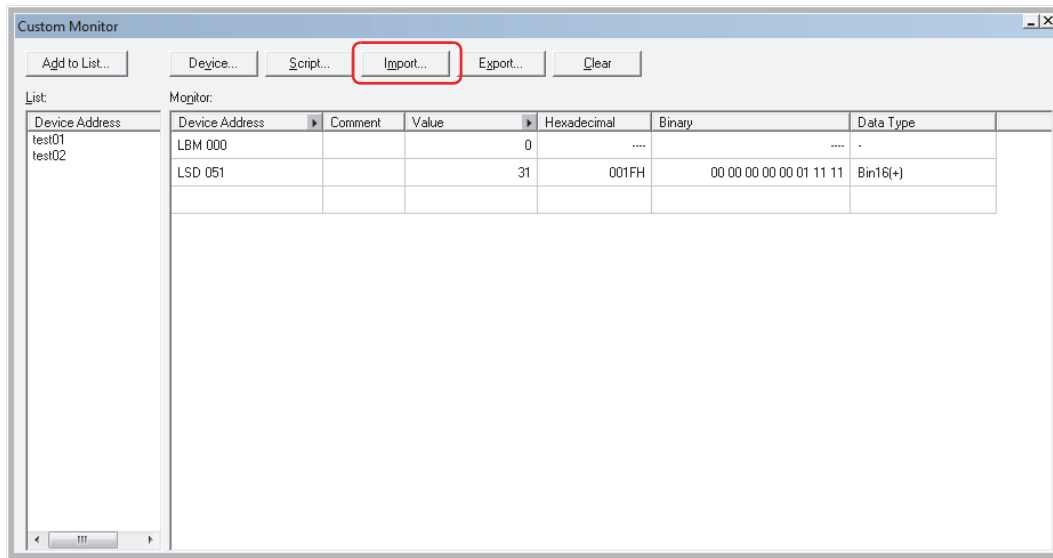 Custom Monitor
Add to List... Device... Script... Import... Export... Clear
List: Monitor:
Device Address Device Address Comment Value Hexadecimal Binary Data Type
test01
test02
LBM 000 0 ---- ---- -
LSD 051 31 001FH 00 00 00 00 00 01 11 11 Bin16(+)